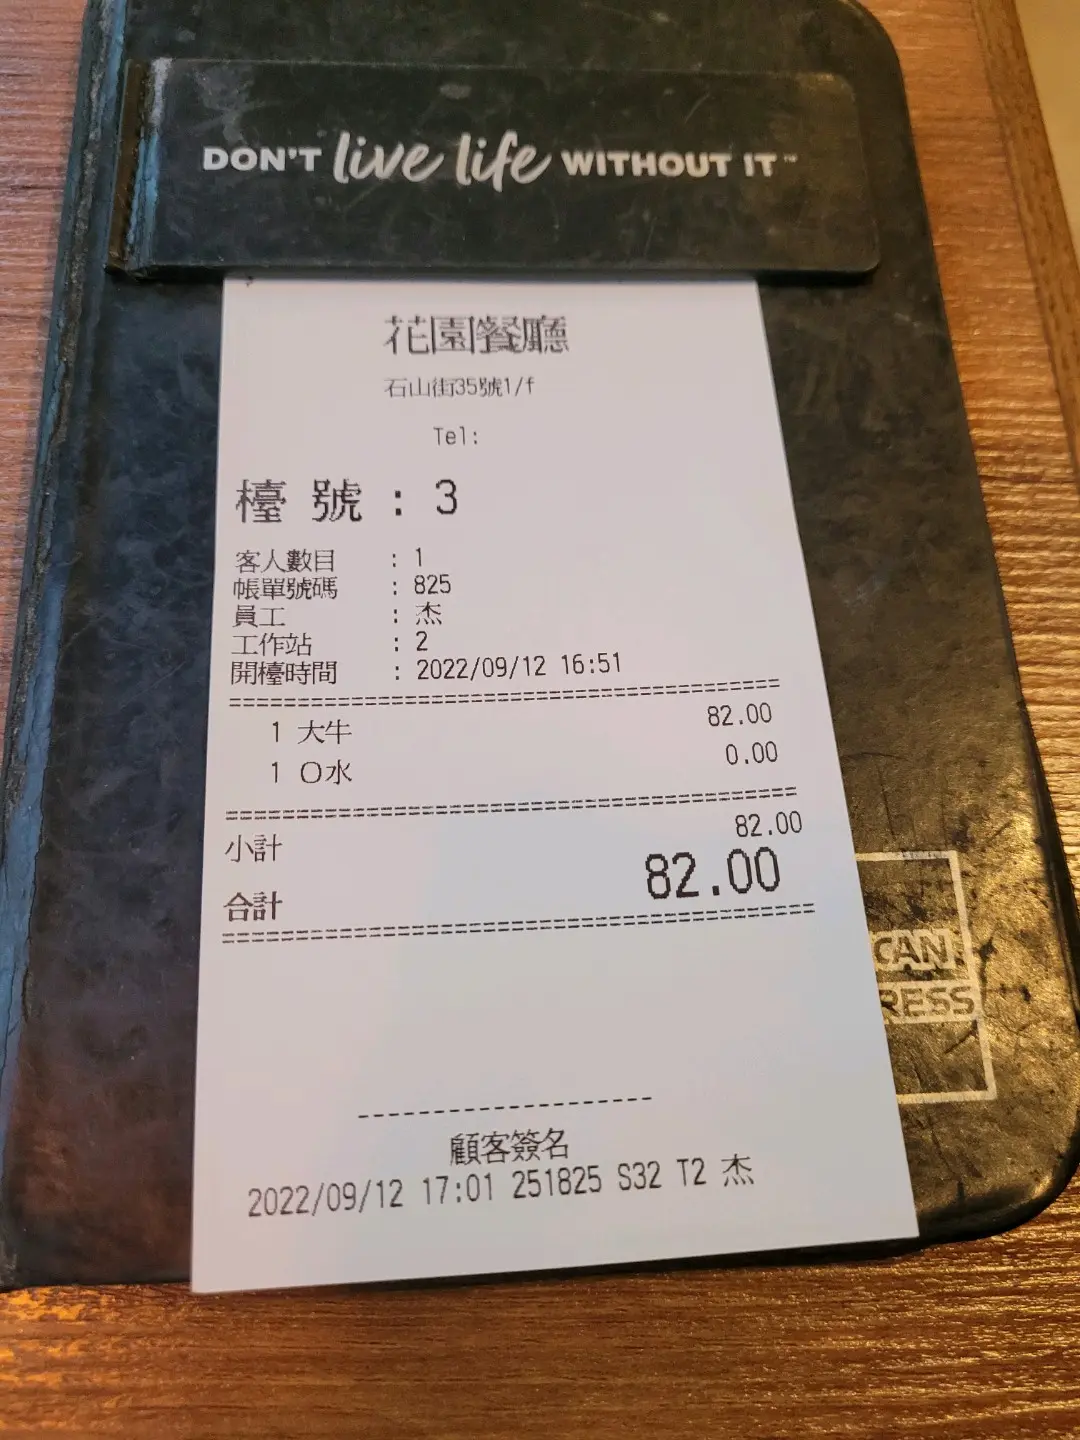 DON'T live life WITHOUT IT™
花園餐廳
石山街35號1/f
Tel:
檯號 : 3
客人數目 : 1
帳單號碼 : 825
員工 : 杰
工作站 : 2
開檯時間 : 2022/09/12 16:51
1 大牛 82.00
1 O水 0.00
小計 82.00
合計 82.00
CAN
RESS
顧客簽名
2022/09/12 17:01 251825 S32 T2 杰